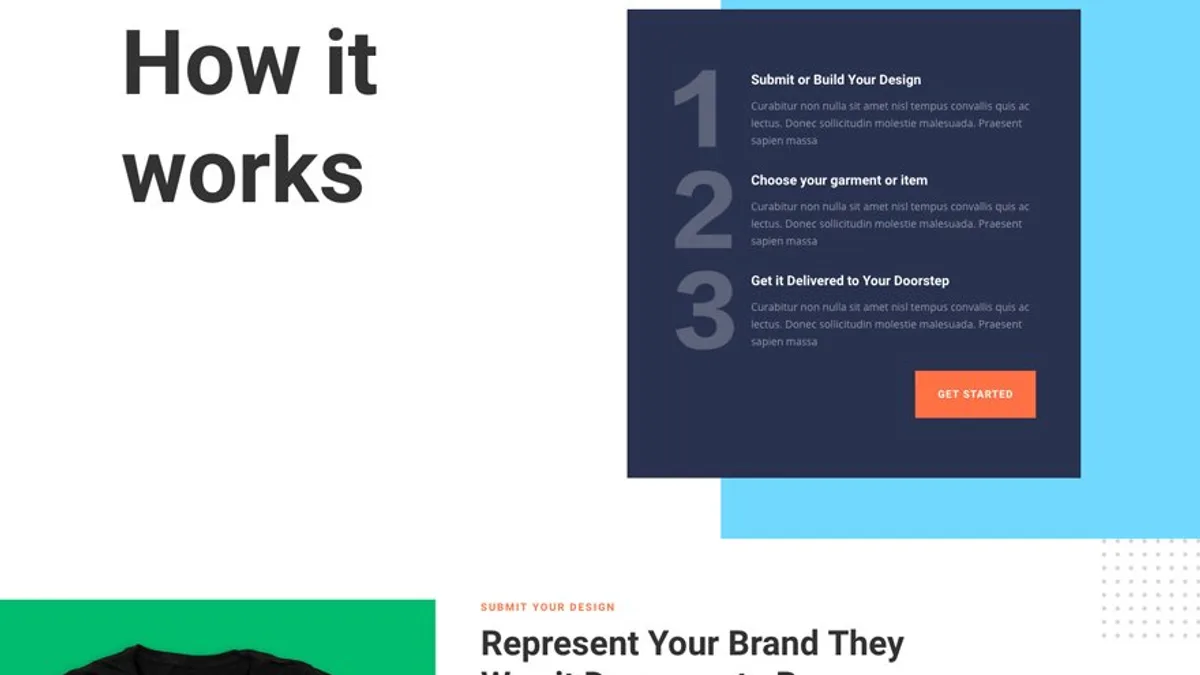 How it
works
1
Submit or Build Your Design
Curabitur non nulla sit amet nisl tempus convallis quis ac
lectus. Donec sollicitudin molestie malesuada. Praesent
sapien massa
2
Choose your garment or item
Curabitur non nulla sit amet nisl tempus convallis quis ac
lectus. Donec sollicitudin molestie malesuada. Praesent
sapien massa
3
Get it Delivered to Your Doorstep
Curabitur non nulla sit amet nisl tempus convallis quis ac
lectus. Donec sollicitudin molestie malesuada. Praesent
sapien massa
GET STARTED
SUBMIT YOUR DESIGN
Represent Your Brand They